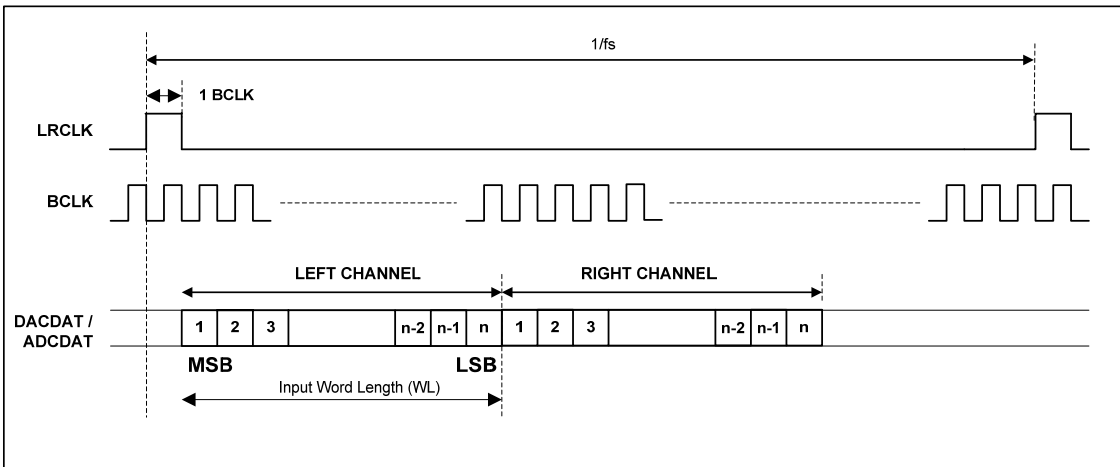 1/fs
1 BCLK
LRCLK
BCLK
LEFT CHANNEL RIGHT CHANNEL
DACDAT /
ADCDAT
1 2 3 n-2 n-1 n 1 2 3 n-2 n-1 n
MSB LSB
Input Word Length (WL)